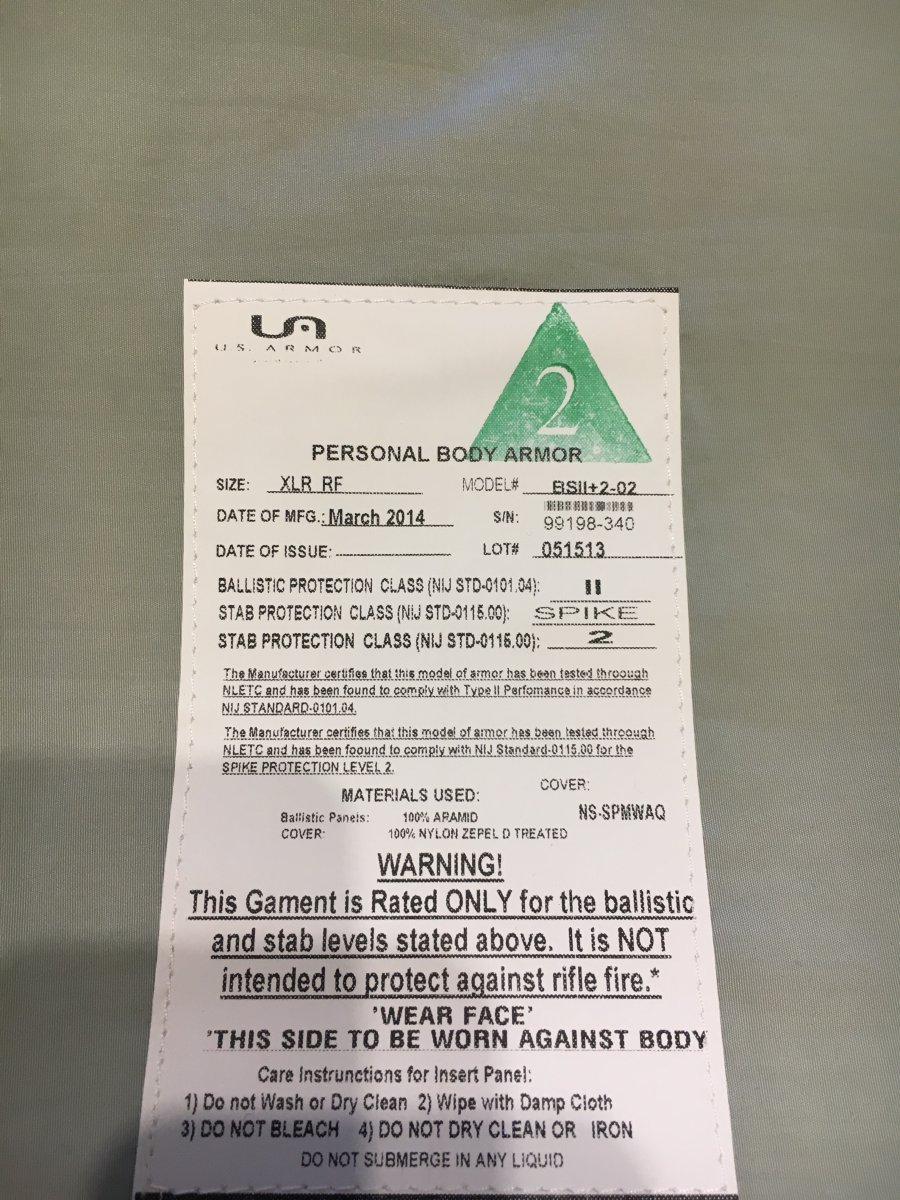 U.S. ARMOR
2
PERSONAL BODY ARMOR
SIZE: XLR RF MODEL# BSII+2-02
DATE OF MFG.: March 2014 S/N: 99198-340
DATE OF ISSUE: LOT# 051513
BALLISTIC PROTECTION CLASS (NIJ STD-0101.04): II
STAB PROTECTION CLASS (NIJ STD-0115.00): SPIKE
STAB PROTECTION CLASS (NIJ STD-0115.00): 2
The Manufacturer certifies that this model of armor has been tested throough
NLETC and has been found to comply with Type II Perfomance in accordance
NIJ STANDARD-0101.04.
The Manufacturer certifies that this model of armor has been tested throough
NLETC and has been foound to comply with NIJ Standard-0115.00 for the
SPIKE PROTECTION LEVEL 2.
MATERIALS USED: COVER:
Ballistic Panels: 100% ARAMID NS-SPMWAQ
COVER: 100% NYLON ZEPEL D TREATED
WARNING!
This Gament is Rated ONLY for the ballistic
and stab levels stated above. It is NOT
intended to protect against rifle fire.*
'WEAR FACE'
'THIS SIDE TO BE WORN AGAINST BODY
Care Instrunctions for Insert Panel:
1) Do not Wash or Dry Clean 2) Wipe with Damp Cloth
3) DO NOT BLEACH 4) DO NOT DRY CLEAN OR IRON
DO NOT SUBMERGE IN ANY LIQUID